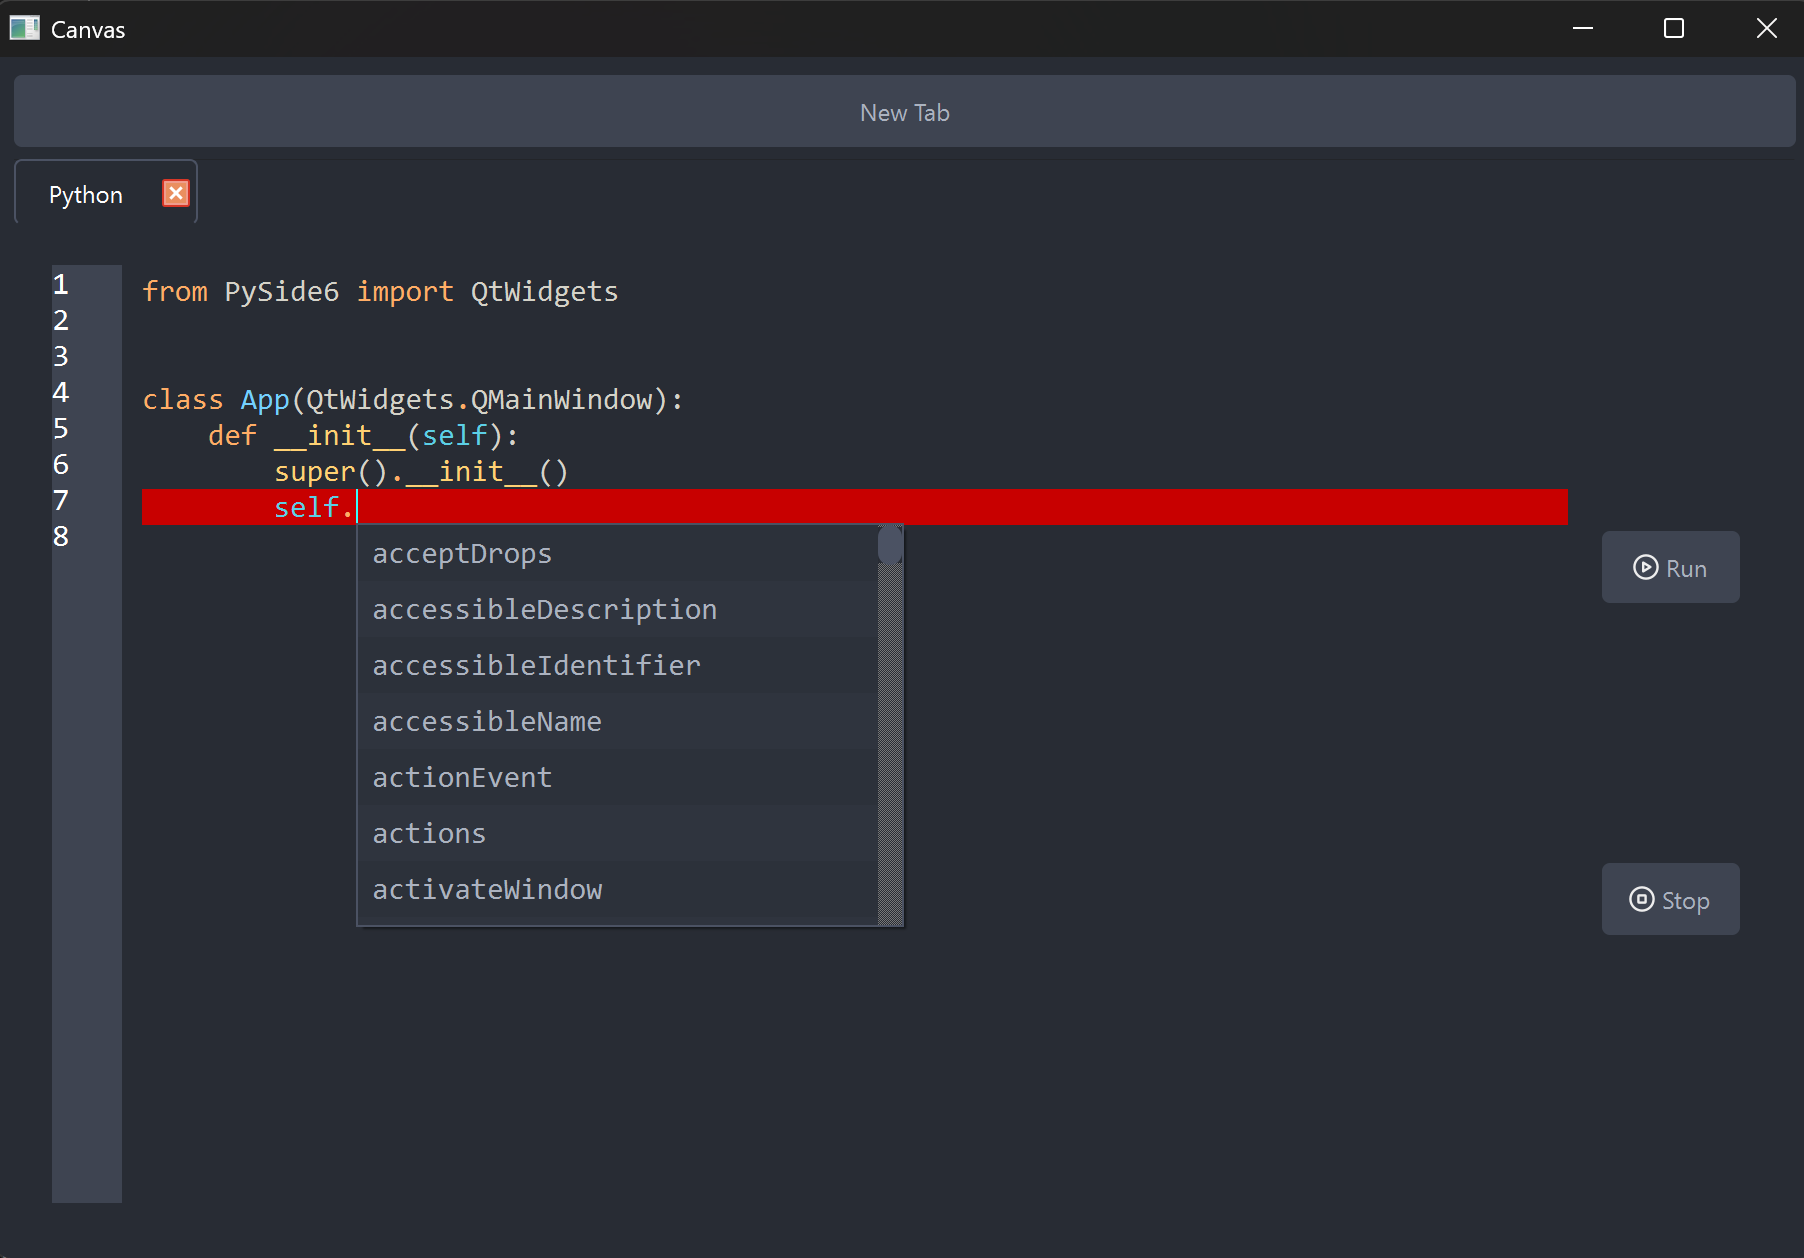 Canvas
New Tab
Python
1 from PySide6 import QtWidgets
2
3
4 class App(QtWidgets.QMainWindow):
5     def __init__(self):
6         super().__init__()
7         self.
8
acceptDrops
accessibleDescription
accessibleIdentifier
accessibleName
actionEvent
actions
activateWindow
Run
Stop